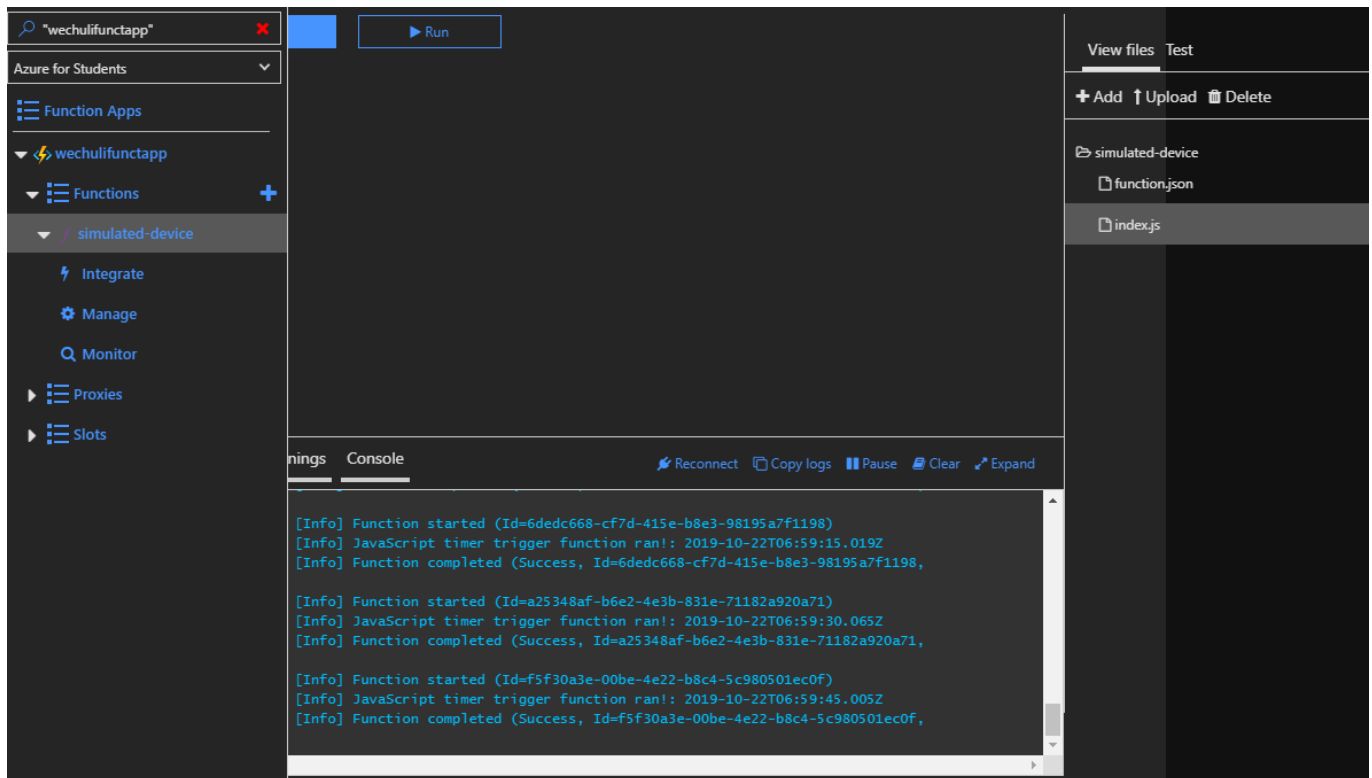 "wechulifunctapp"
Azure for Students
Function Apps
wechulifunctapp
Functions
simulated-device
Integrate
Manage
Monitor
Proxies
Slots
Run
nings Console
Reconnect Copy logs Pause Clear Expand
[Info] Function started (Id=6dedc668-cf7d-415e-b8e3-98195a7f1198)
[Info] JavaScript timer trigger function ran!: 2019-10-22T06:59:15.019Z
[Info] Function completed (Success, Id=6dedc668-cf7d-415e-b8e3-98195a7f1198,
[Info] Function started (Id=a25348af-b6e2-4e3b-831e-71182a920a71)
[Info] JavaScript timer trigger function ran!: 2019-10-22T06:59:30.065Z
[Info] Function completed (Success, Id=a25348af-b6e2-4e3b-831e-71182a920a71,
[Info] Function started (Id=f5f30a3e-00be-4e22-b8c4-5c980501ec0f)
[Info] JavaScript timer trigger function ran!: 2019-10-22T06:59:45.005Z
[Info] Function completed (Success, Id=f5f30a3e-00be-4e22-b8c4-5c980501ec0f,
View files Test
Add Upload Delete
simulated-device
function.json
index.js